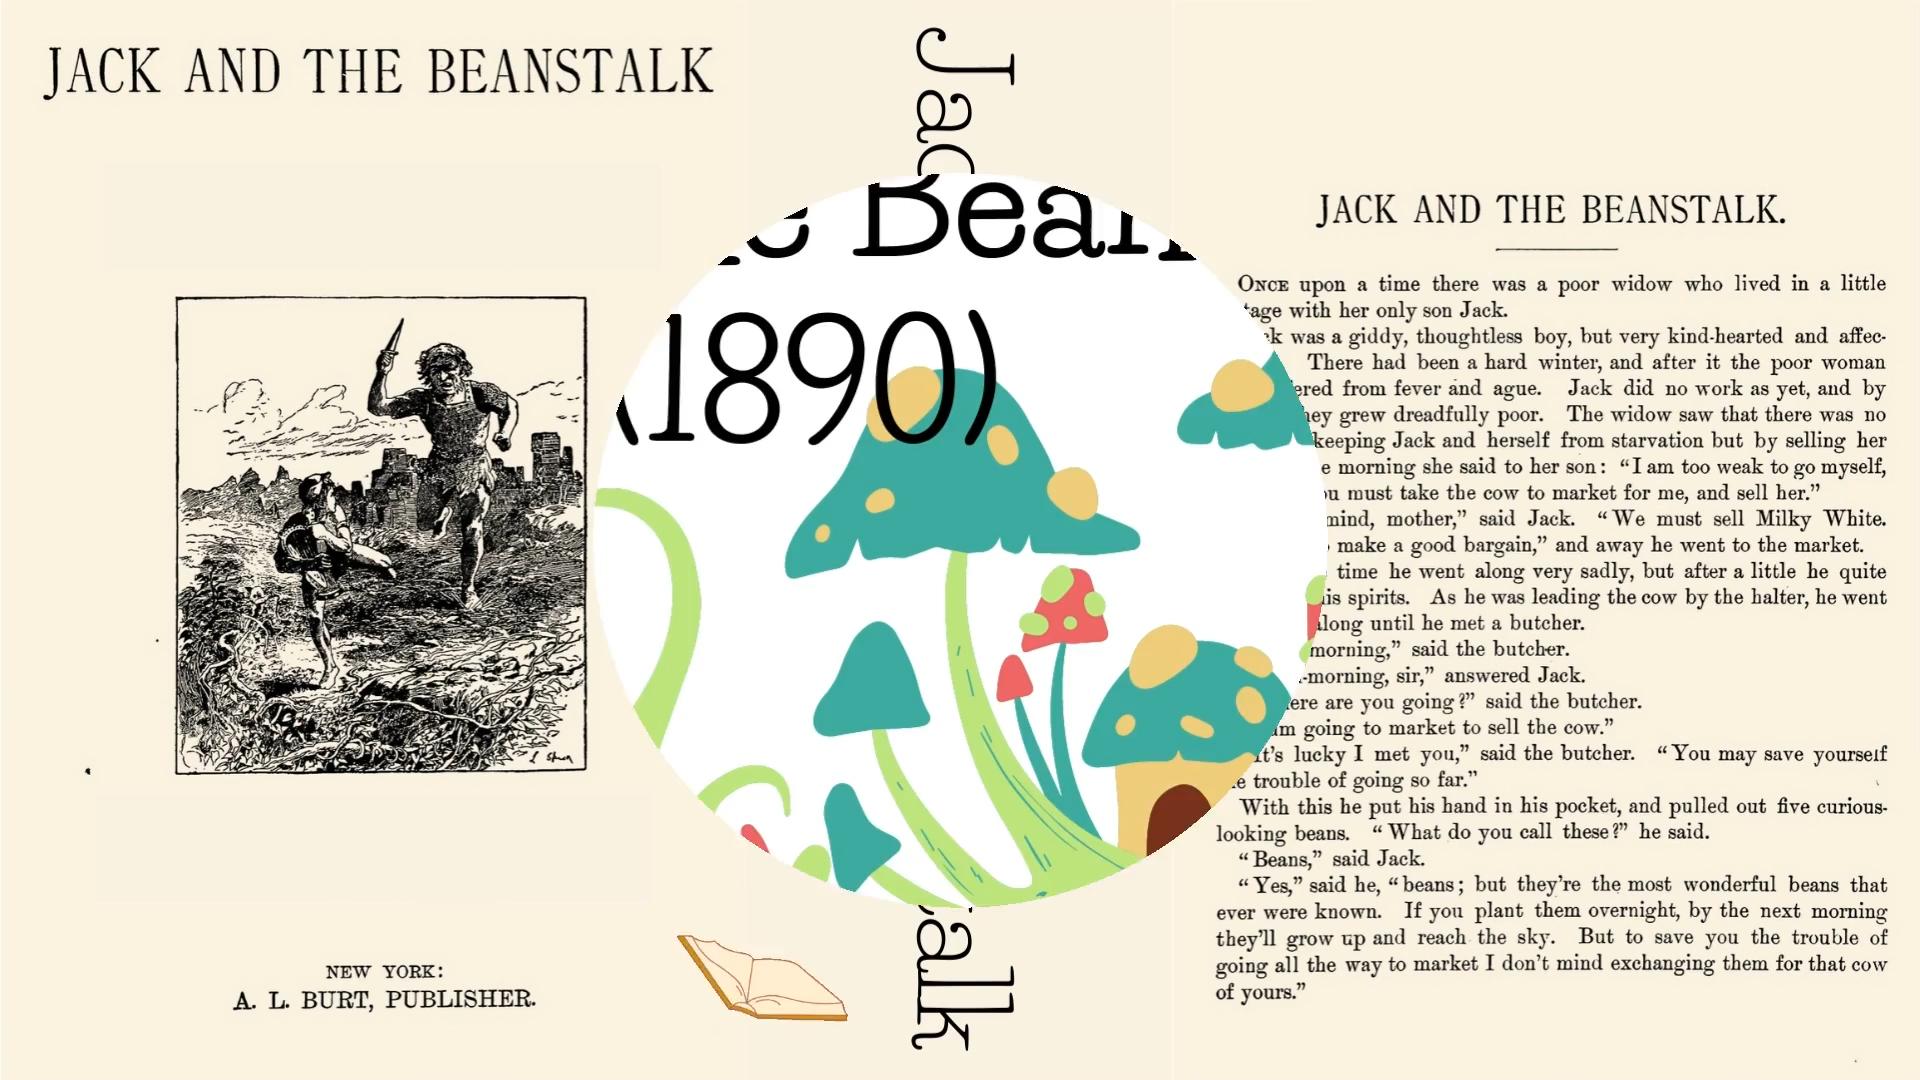 JACK AND THE BEANSTALK
NEW YORK:
A. L. BURT, PUBLISHER.
Jac
alk
Bean
(1890)
JACK AND THE BEANSTALK.
ONCE upon a time there was a poor widow who lived in a little
tage with her only son Jack.
ck was a giddy, thoughtless boy, but very kind-hearted and affec-
There had been a hard winter, and after it the poor woman
ered from fever and ague. Jack did no work as yet, and by
hey grew dreadfully poor. The widow saw that there was no
keeping Jack and herself from starvation but by selling her
e morning she said to her son: “I am too weak to go myself,
ou must take the cow to market for me, and sell her.”
mind, mother,” said Jack. “We must sell Milky White.
make a good bargain,” and away he went to the market.
time he went along very sadly, but after a little he quite
his spirits. As he was leading the cow by the halter, he went
along until he met a butcher.
morning,” said the butcher.
-morning, sir,” answered Jack.
ere are you going?” said the butcher.
am going to market to sell the cow.”
It’s lucky I met you,” said the butcher. “You may save yourself
e trouble of going so far.”
With this he put his hand in his pocket, and pulled out five curious-
looking beans. “What do you call these?” he said.
“Beans,” said Jack.
“Yes,” said he, “beans; but they’re the most wonderful beans that
ever were known. If you plant them overnight, by the next morning
they’ll grow up and reach the sky. But to save you the trouble of
going all the way to market I don’t mind exchanging them for that cow
of yours.”